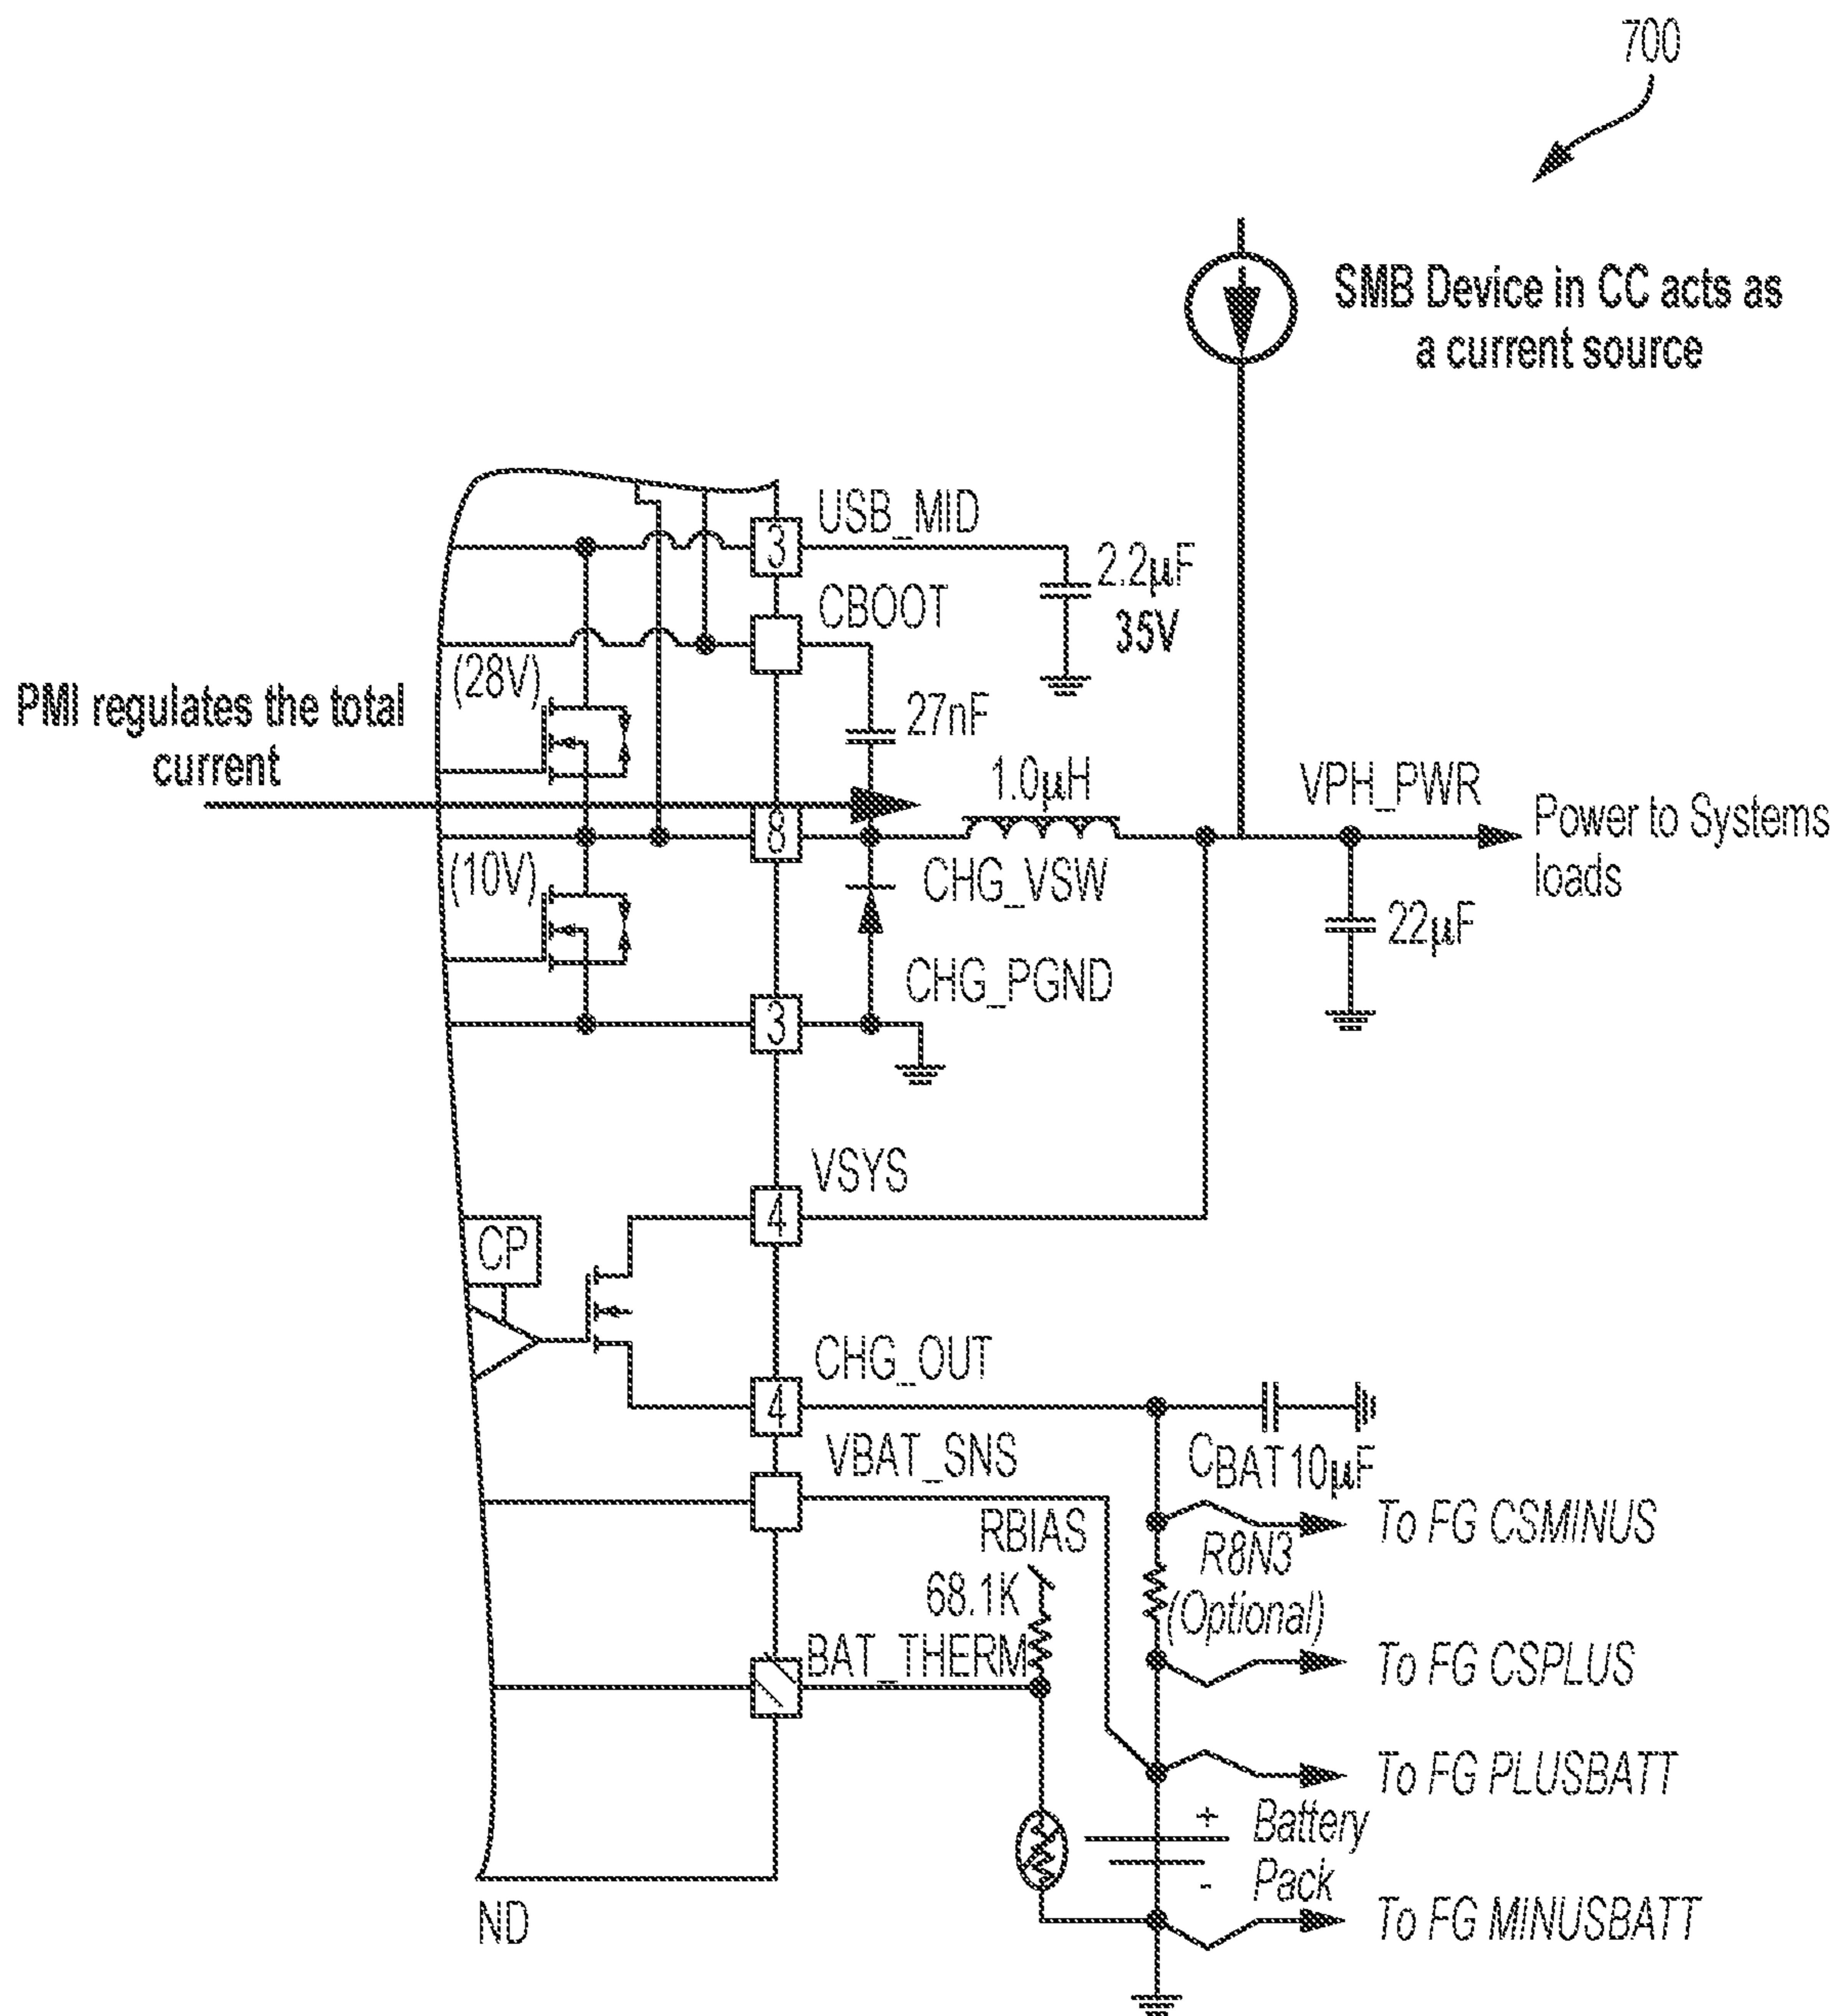 700
SMB Device in CC acts as
a current source
USB_MID
3
2.2µF
35V
CBOOT
(28V)
PMI regulates the total
current
27nF
1.0µH
VPH_PWR
Power to Systems
loads
8
(10V)
CHG_VSW
22µF
CHG_PGND
3
VSYS
4
CP
CHG_OUT
4
CBAT 10µF
VBAT_SNS
RBIAS
To FG CSMINUS
R8N3
(Optional)
68.1K
BAT_THERM
To FG CSPLUS
To FG PLUSBATT
+
Battery
Pack
-
To FG MINUSBATT
ND